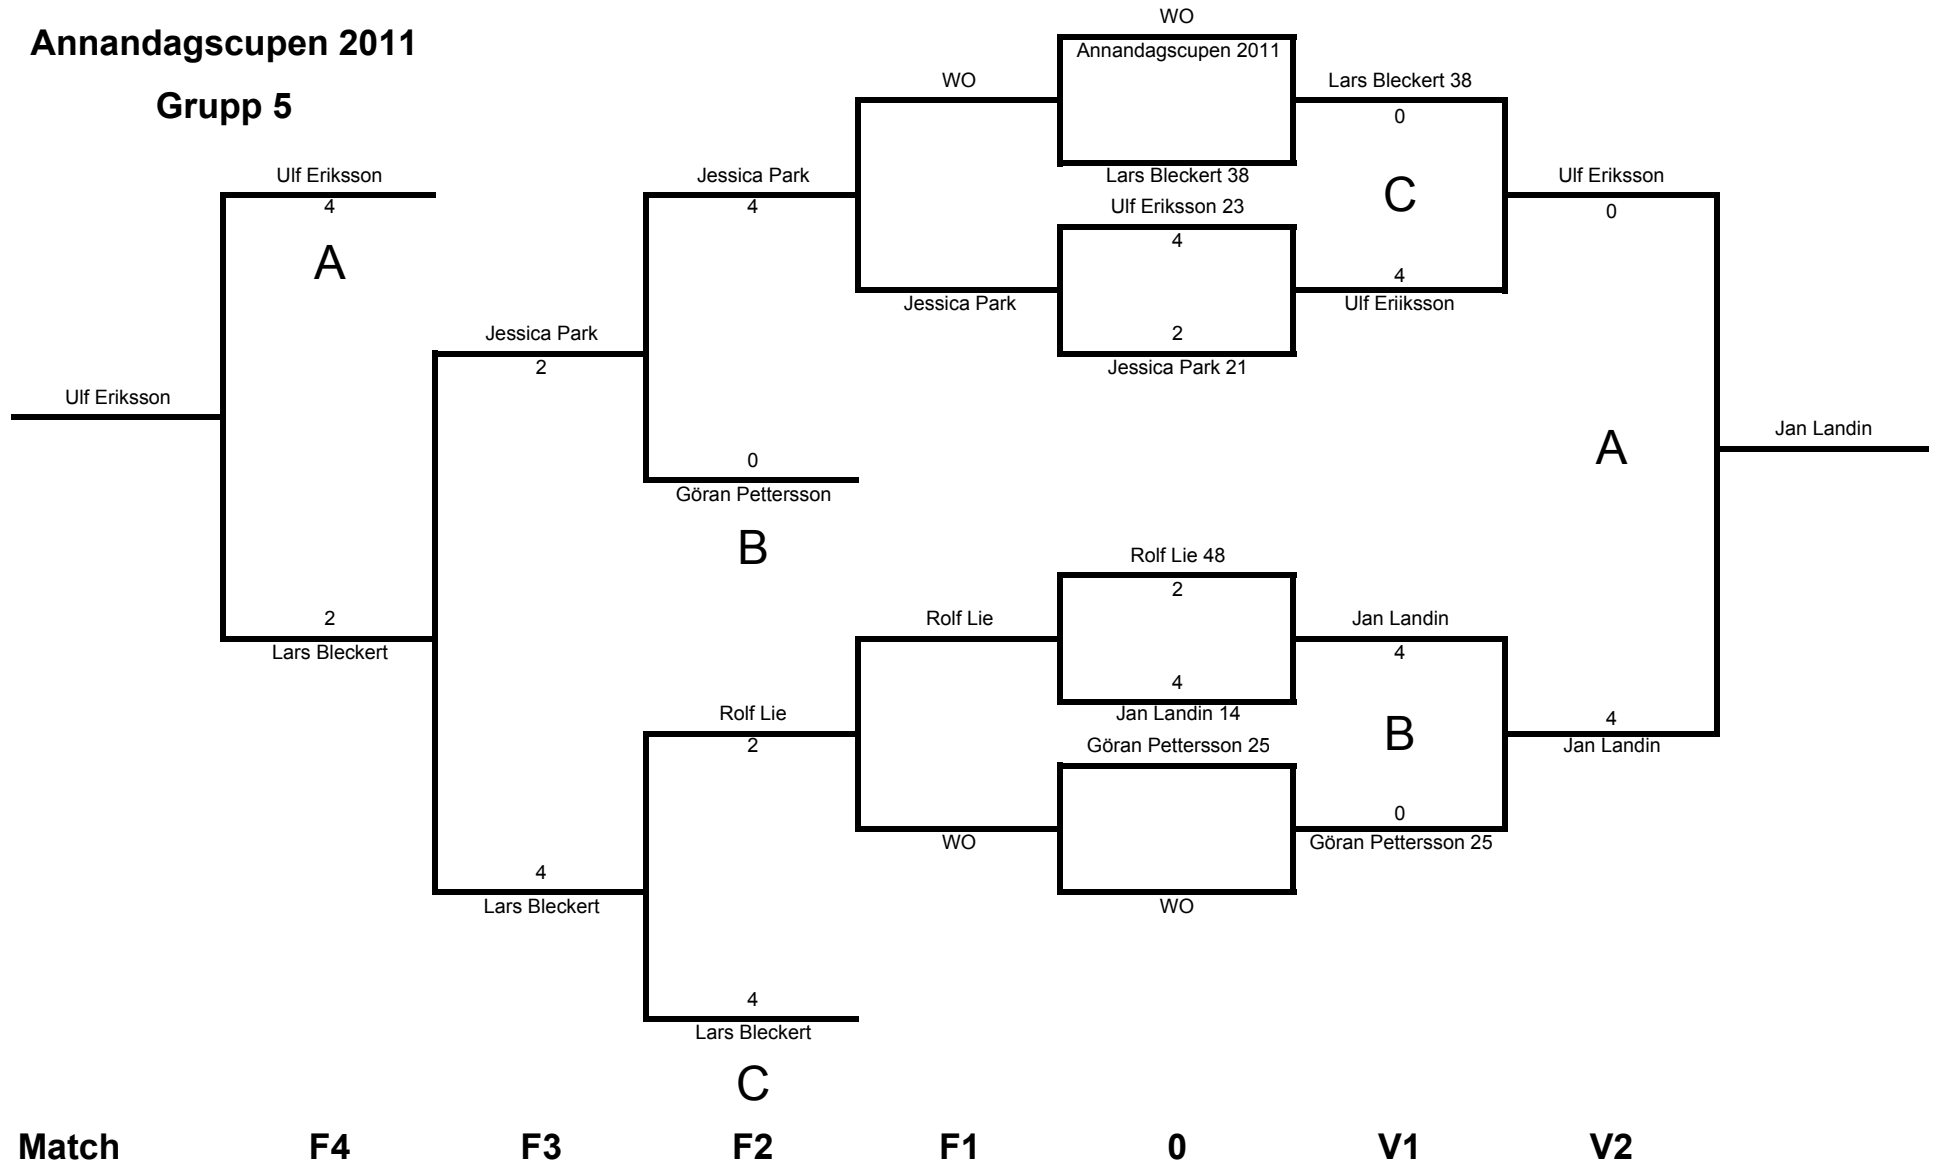 Annandagscupen 2011
Grupp 5
WO
Annandagscupen 2011
WO
Lars Bleckert 38
0
Ulf Eriksson
4
A
Jessica Park
4
Lars Bleckert 38
C
Ulf Eriksson
0
Ulf Eriksson 23
4
4
Jessica Park
Ulf Eriiksson
Jessica Park
2
2
Jessica Park 21
Ulf Eriksson
A
Jan Landin
0
Göran Pettersson
B
Rolf Lie 48
2
2
Lars Bleckert
Rolf Lie
Jan Landin
4
4
Jan Landin 14
Rolf Lie
2
B
4
Jan Landin
Göran Pettersson 25
0
WO
Göran Pettersson 25
4
Lars Bleckert
WO
4
Lars Bleckert
C
Match F4 F3 F2 F1 0 V1 V2